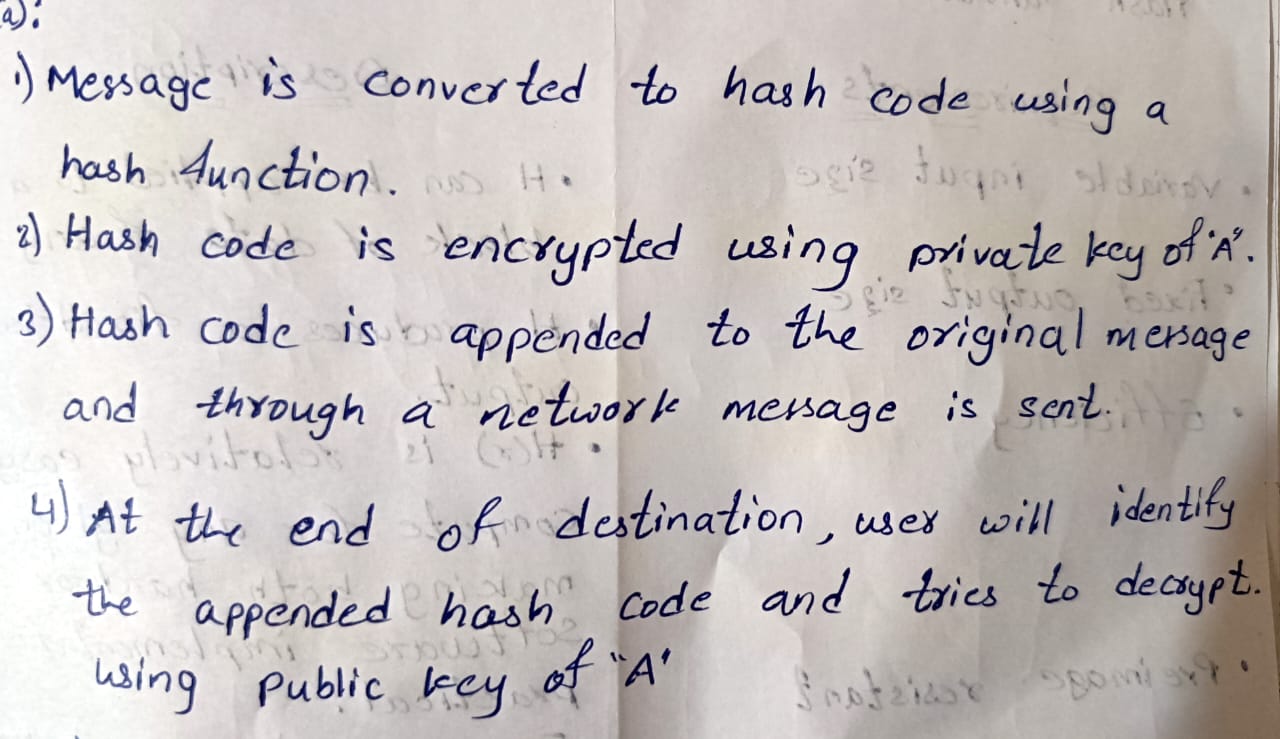 a):
1) Message is converted to hash code using a
hash function.
2) Hash code is encrypted using private key of "A".
3) Hash code is appended to the original message
and through a network message is sent.
4) At the end of destination, user will identify
the appended hash code and tries to decrypt.
using public key of "A"